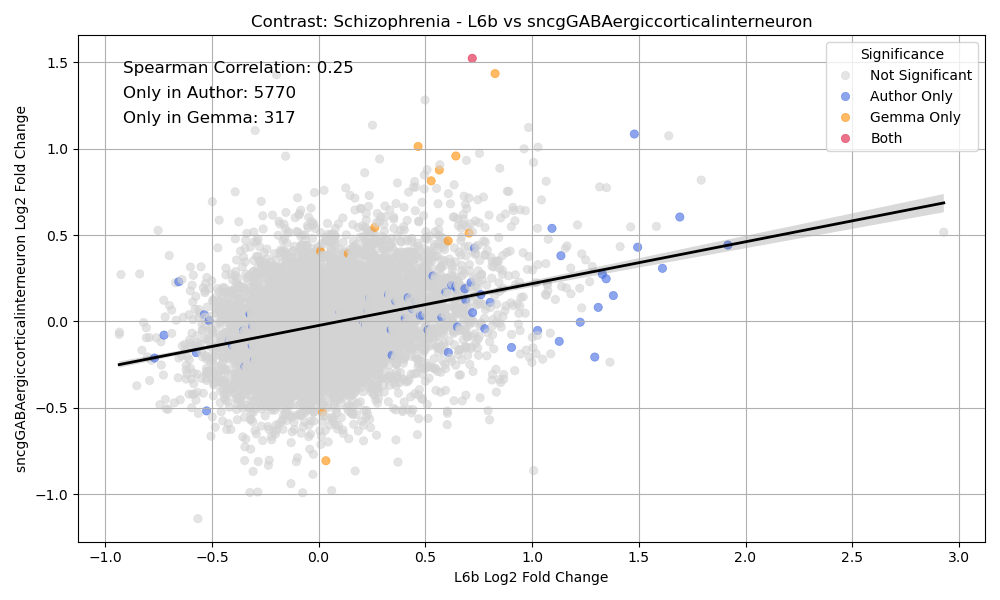 Contrast: Schizophrenia - L6b vs sncgGABAergiccorticalinterneuron
Spearman Correlation: 0.25
Only in Author: 5770
Only in Gemma: 317
Significance
Not Significant
Author Only
Gemma Only
Both
sncgGABAergiccorticalinterneuron Log2 Fold Change
1.5
1.0
0.5
0.0
−0.5
−1.0
−1.0 −0.5 0.0 0.5 1.0 1.5 2.0 2.5 3.0
L6b Log2 Fold Change